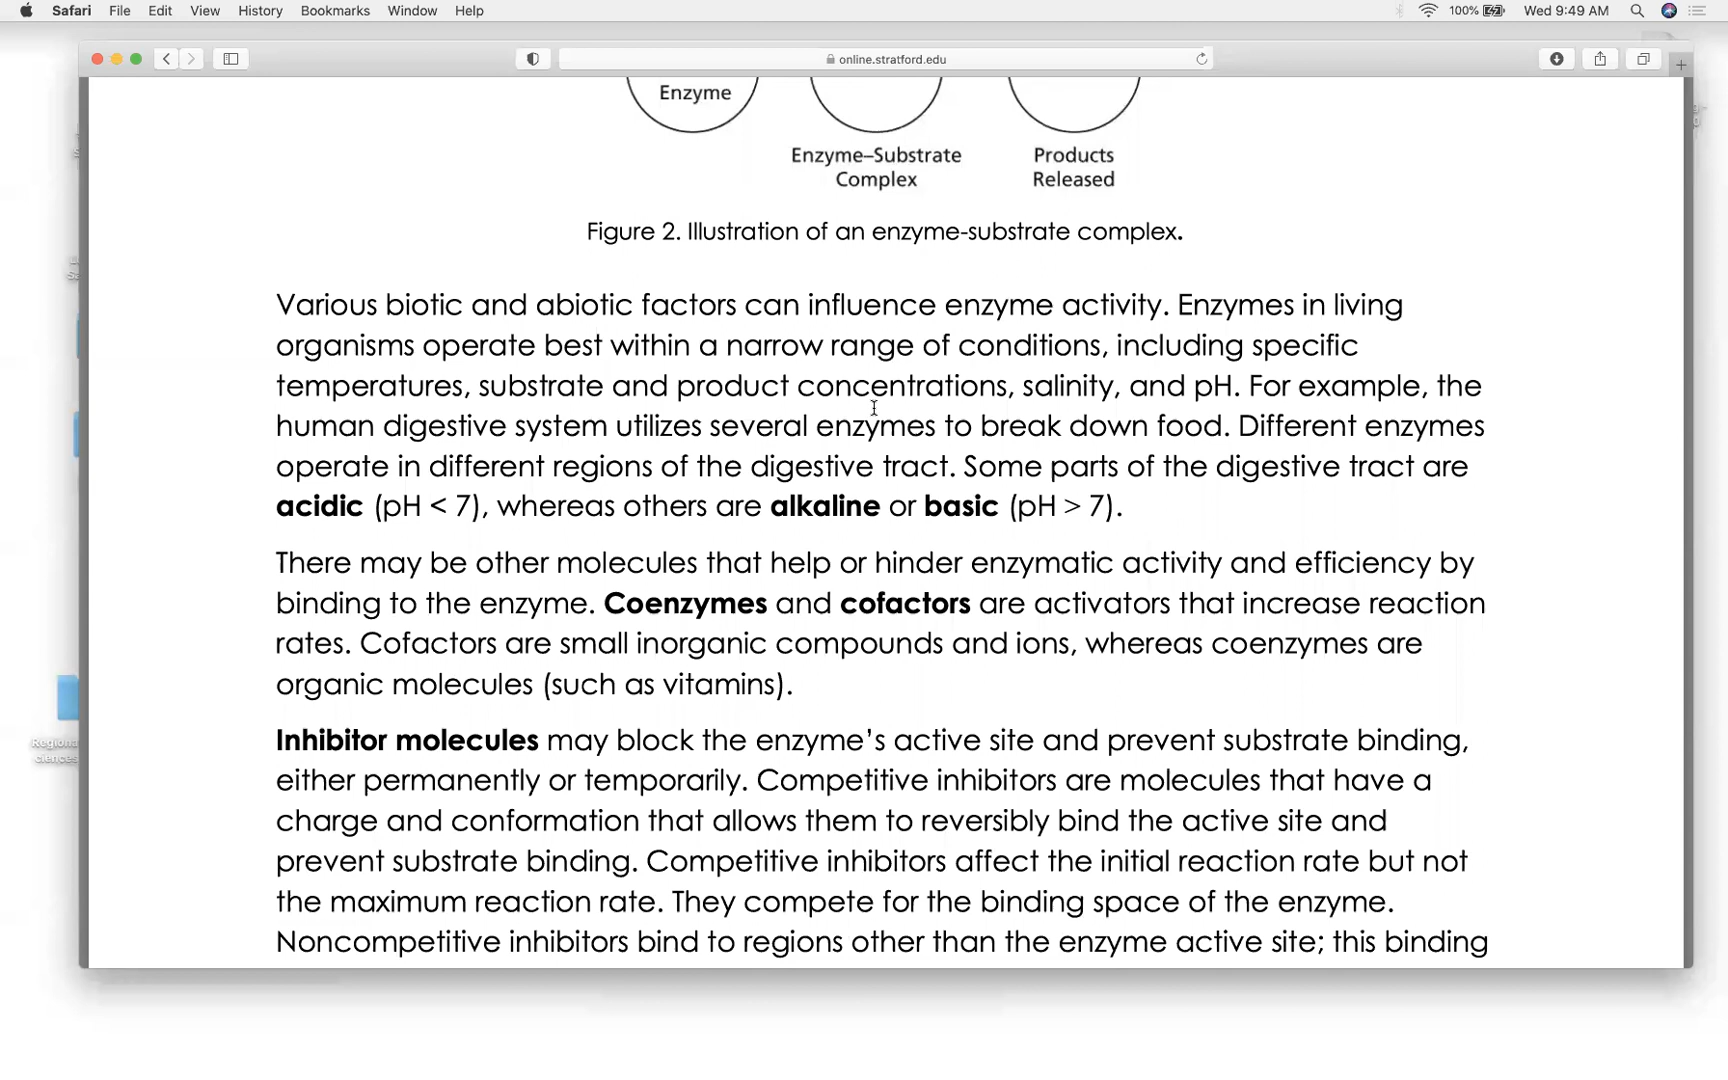 Safari File Edit View History Bookmarks Window Help 100% Wed 9:49 AM
online.stratford.edu
Enzyme
Enzyme–Substrate
Complex
Products
Released
Figure 2. Illustration of an enzyme-substrate complex.
Various biotic and abiotic factors can influence enzyme activity. Enzymes in living
organisms operate best within a narrow range of conditions, including specific
temperatures, substrate and product concentrations, salinity, and pH. For example, the
human digestive system utilizes several enzymes to break down food. Different enzymes
operate in different regions of the digestive tract. Some parts of the digestive tract are
acidic (pH < 7), whereas others are alkaline or basic (pH > 7).
There may be other molecules that help or hinder enzymatic activity and efficiency by
binding to the enzyme. Coenzymes and cofactors are activators that increase reaction
rates. Cofactors are small inorganic compounds and ions, whereas coenzymes are
organic molecules (such as vitamins).
Inhibitor molecules may block the enzyme’s active site and prevent substrate binding,
either permanently or temporarily. Competitive inhibitors are molecules that have a
charge and conformation that allows them to reversibly bind the active site and
prevent substrate binding. Competitive inhibitors affect the initial reaction rate but not
the maximum reaction rate. They compete for the binding space of the enzyme.
Noncompetitive inhibitors bind to regions other than the enzyme active site; this binding
Regiona
ciences